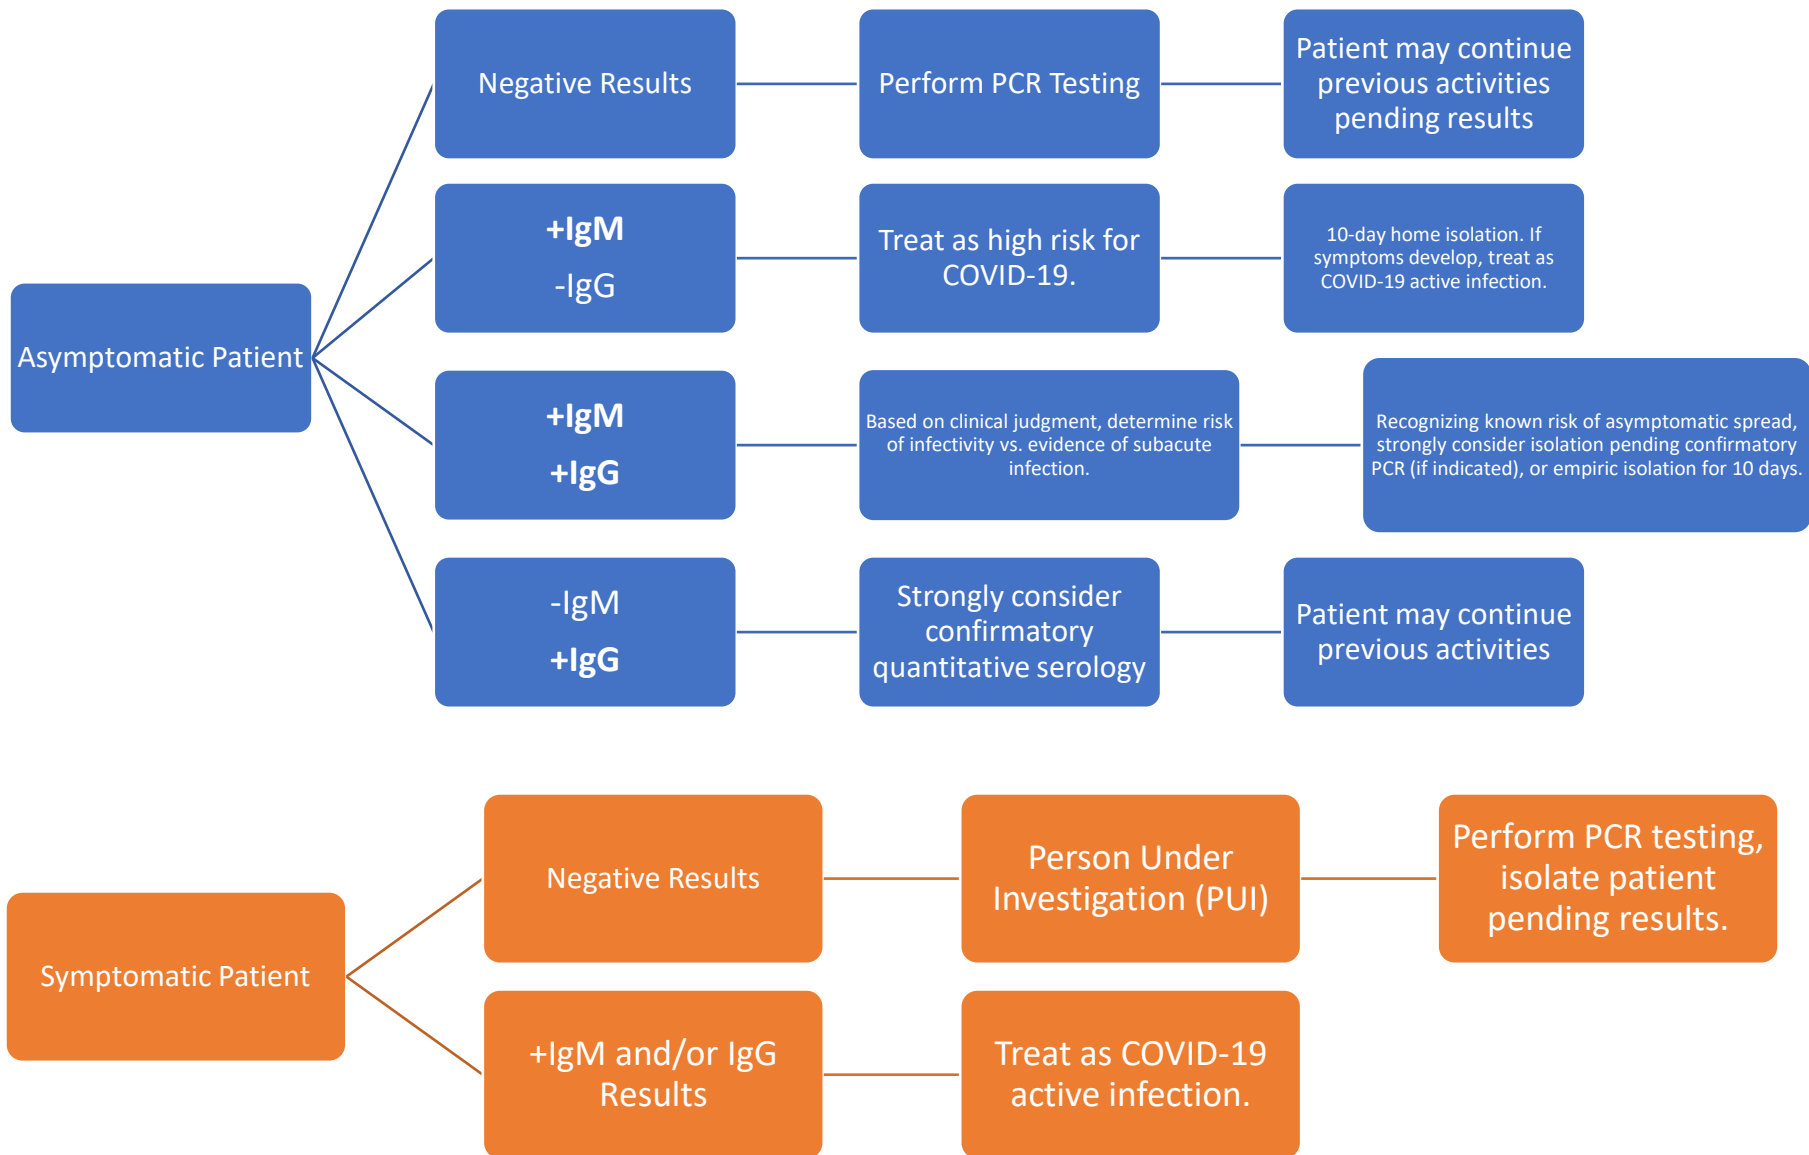 Asymptomatic Patient
Negative Results
Perform PCR Testing
Patient may continue
previous activities
pending results
+IgM
-IgG
Treat as high risk for
COVID-19.
10-day home isolation. If
symptoms develop, treat as
COVID-19 active infection.
+IgM
+IgG
Based on clinical judgment, determine risk
of infectivity vs. evidence of subacute
infection.
Recognizing known risk of asymptomatic spread,
strongly consider isolation pending confirmatory
PCR (if indicated), or empiric isolation for 10 days.
-IgM
+IgG
Strongly consider
confirmatory
quantitative serology
Patient may continue
previous activities
Symptomatic Patient
Negative Results
Person Under
Investigation (PUI)
Perform PCR testing,
isolate patient
pending results.
+IgM and/or IgG
Results
Treat as COVID-19
active infection.